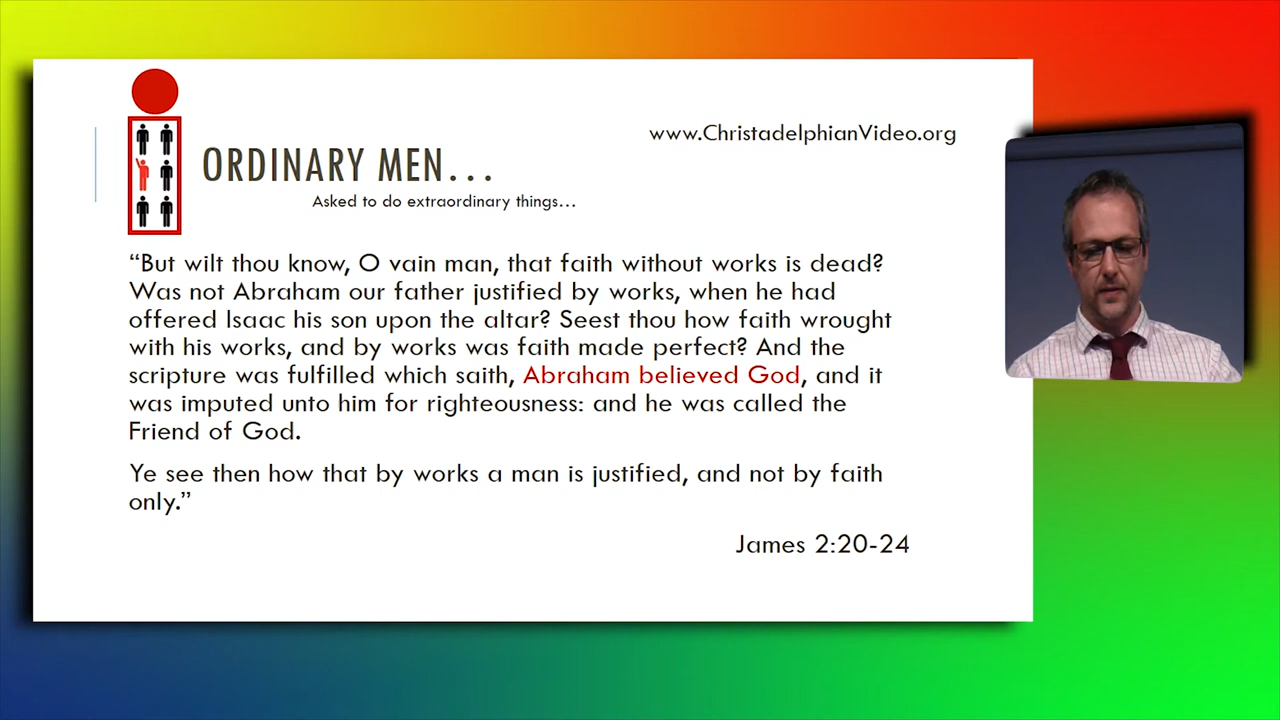 www.ChristadelphianVideo.org
ORDINARY MEN...
Asked to do extraordinary things...
“But wilt thou know, O vain man, that faith without works is dead?
Was not Abraham our father justified by works, when he had
offered Isaac his son upon the altar? Seest thou how faith wrought
with his works, and by works was faith made perfect? And the
scripture was fulfilled which saith, Abraham believed God, and it
was imputed unto him for righteousness: and he was called the
Friend of God.
Ye see then how that by works a man is justified, and not by faith
only.”
James 2:20-24